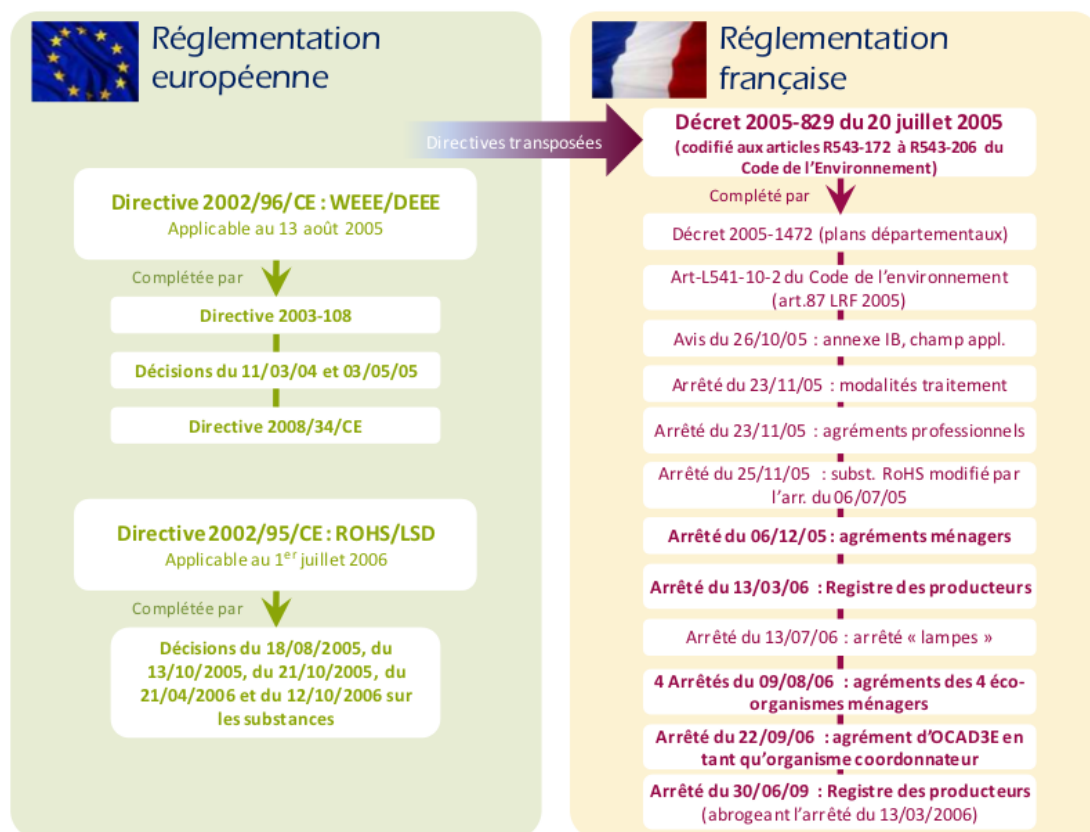 Réglementation
européenne
Directive 2002/96/CE : WEEE/DEEE
Applicable au 13 août 2005
Complétée par
Directive 2003-108
Décisions du 11/03/04 et 03/05/05
Directive 2008/34/CE
Directive 2002/95/CE : ROHS/LSD
Applicable au 1er juillet 2006
Complétée par
Décisions du 18/08/2005, du
13/10/2005, du 21/10/2005, du
21/04/2006 et du 12/10/2006 sur
les substances
Directives transposées
Réglementation
française
Décret 2005-829 du 20 juillet 2005
(codifié aux articles R543-172 à R543-206 du
Code de l'Environnement)
Complété par
Décret 2005-1472 (plans départementaux)
Art-L541-10-2 du Code de l'environnement
(art.87 LRF 2005)
Avis du 26/10/05 : annexe IB, champ appl.
Arrêté du 23/11/05 : modalités traitement
Arrêté du 23/11/05 : agréments professionnels
Arrêté du 25/11/05 : subst. RoHS modifié par
l'arr. du 06/07/05
Arrêté du 06/12/05 : agréments ménagers
Arrêté du 13/03/06 : Registre des producteurs
Arrêté du 13/07/06 : arrêté « lampes »
4 Arrêtés du 09/08/06 : agréments des 4 éco-
organismes ménagers
Arrêté du 22/09/06 : agrément d'OCAD3E en
tant qu'organisme coordonnateur
Arrêté du 30/06/09 : Registre des producteurs
(abrogeant l'arrêté du 13/03/2006)